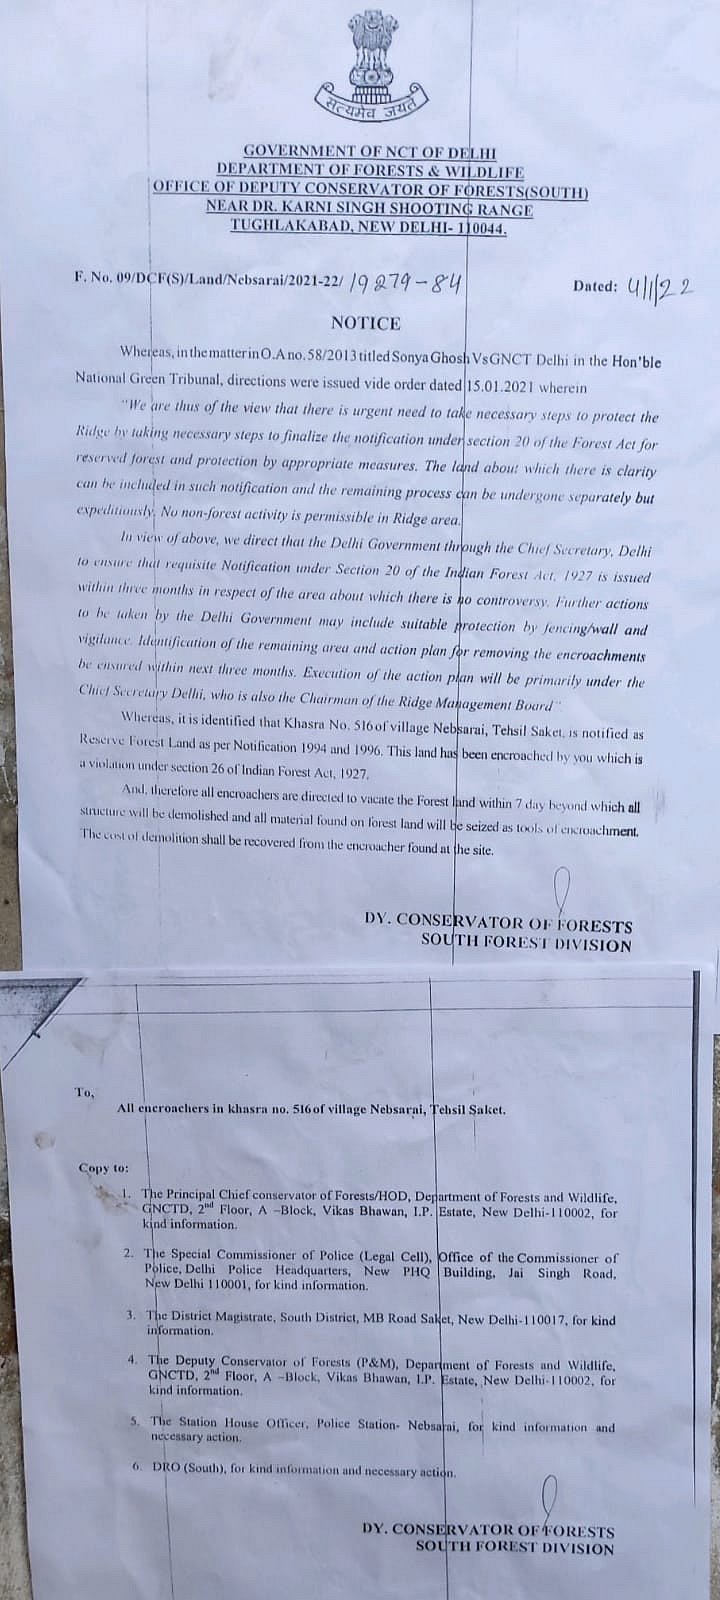 सत्यमेव जयते
GOVERNMENT OF NCT OF DELHI
DEPARTMENT OF FORESTS & WILDLIFE
OFFICE OF DEPUTY CONSERVATOR OF FORESTS(SOUTH)
NEAR DR. KARNI SINGH SHOOTING RANGE
TUGHLAKABAD, NEW DELHI- 110044.
F. No. 09/DCF(S)/Land/Nebsarai/2021-22/ 19279-84 Dated: 4/1/22
NOTICE
Whereas, in the matter in O.A no. 58/2013 titled Sonya Ghosh Vs GNCT Delhi in the Hon'ble
National Green Tribunal, directions were issued vide order dated 15.01.2021 wherein
"We are thus of the view that there is urgent need to take necessary steps to protect the
Ridge by taking necessary steps to finalize the notification under section 20 of the Forest Act for
reserved forest and protection by appropriate measures. The land about which there is clarity
can be included in such notification and the remaining process can be undergone separately but
expeditiously. No non-forest activity is permissible in Ridge area.
In view of above, we direct that the Delhi Government through the Chief Secretary, Delhi
to ensure that requisite Notification under Section 20 of the Indian Forest Act, 1927 is issued
within three months in respect of the area about which there is no controversy. Further actions
to be taken by the Delhi Government may include suitable protection by fencing/wall and
vigilance. Identification of the remaining area and action plan for removing the encroachments
be ensured within next three months. Execution of the action plan will be primarily under the
Chief Secretary Delhi, who is also the Chairman of the Ridge Management Board"
Whereas, it is identified that Khasra No. 516 of village Nebsarai, Tehsil Saket, is notified as
Reserve Forest Land as per Notification 1994 and 1996. This land has been encroached by you which is
a violation under section 26 of Indian Forest Act, 1927.
And, therefore all encroachers are directed to vacate the Forest land within 7 day beyond which all
structure will be demolished and all material found on forest land will be seized as tools of encroachment.
The cost of demolition shall be recovered from the encroacher found at the site.
DY. CONSERVATOR OF FORESTS
SOUTH FOREST DIVISION
To,
All encroachers in khasra no. 516 of village Nebsarai, Tehsil Saket.
Copy to:
1. The Principal Chief conservator of Forests/HOD, Department of Forests and Wildlife,
GNCTD, 2nd Floor, A –Block, Vikas Bhawan, I.P. Estate, New Delhi-110002, for
kind information.
2. The Special Commissioner of Police (Legal Cell), Office of the Commissioner of
Police, Delhi Police Headquarters, New PHQ Building, Jai Singh Road,
New Delhi 110001, for kind information.
3. The District Magistrate, South District, MB Road Saket, New Delhi-110017, for kind
information.
4. The Deputy Conservator of Forests (P&M), Department of Forests and Wildlife,
GNCTD, 2nd Floor, A –Block, Vikas Bhawan, I.P. Estate, New Delhi-110002, for
kind information.
5. The Station House Officer, Police Station- Nebsarai, for kind information and
necessary action.
6. DRO (South), for kind information and necessary action.
DY. CONSERVATOR OF FORESTS
SOUTH FOREST DIVISION